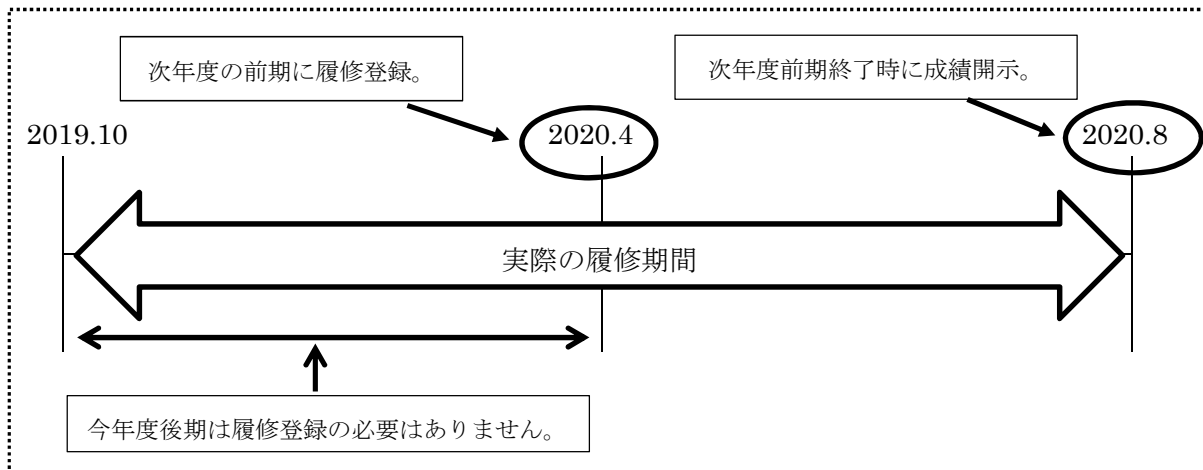 次年度の前期に履修登録。
次年度前期終了時に成績開示。
2019.10
2020.4
2020.8
実際の履修期間
今年度後期は履修登録の必要はありません。